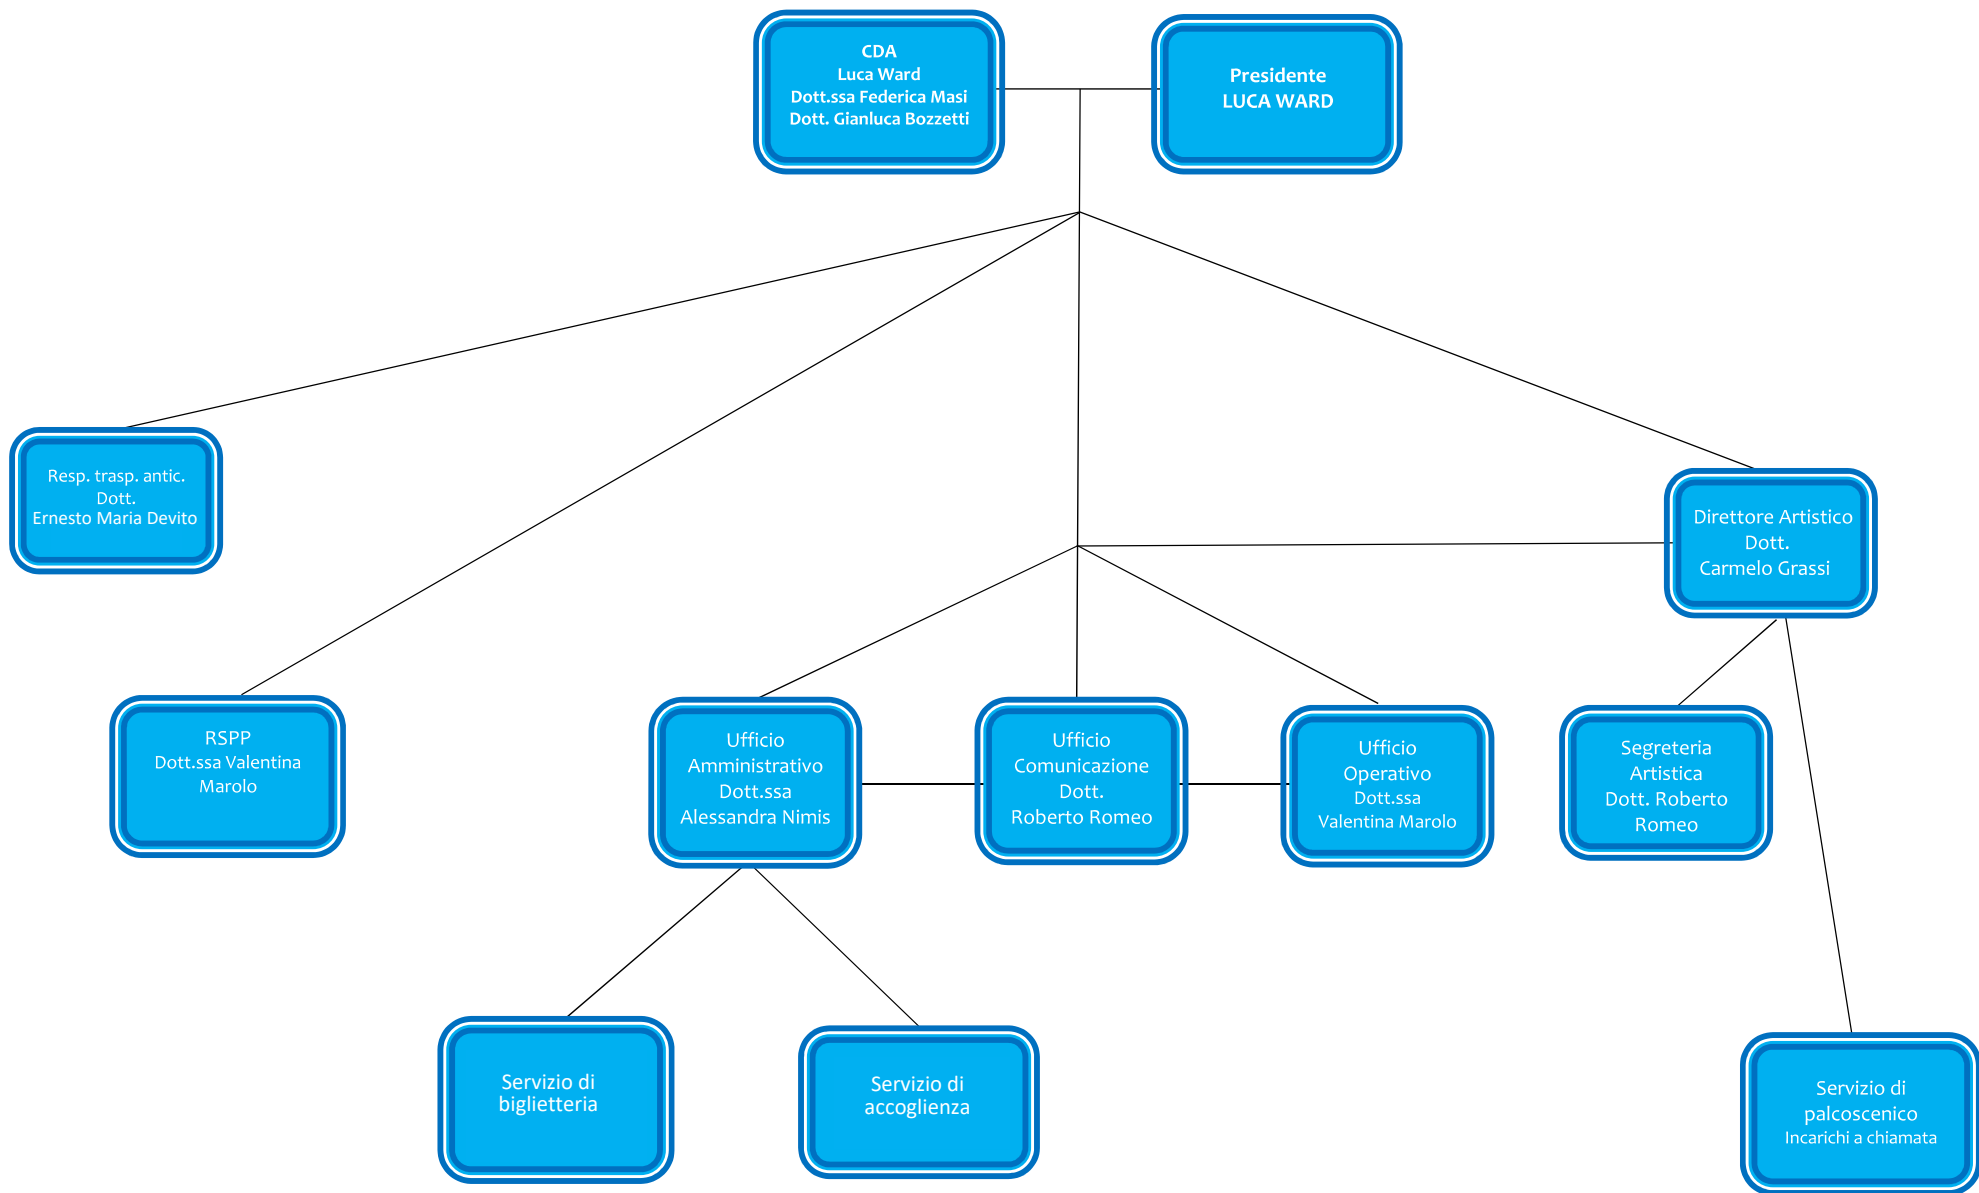 CDA
Luca Ward
Dott.ssa Federica Masi
Dott. Gianluca Bozzetti
Presidente
LUCA WARD
Resp. trasp. antic.
Dott.
Ernesto Maria Devito
Direttore Artistico
Dott.
Carmelo Grassi
RSPP
Dott.ssa Valentina
Marolo
Ufficio
Amministrativo
Dott.ssa
Alessandra Nimis
Ufficio
Comunicazione
Dott.
Roberto Romeo
Ufficio
Operativo
Dott.ssa
Valentina Marolo
Segreteria
Artistica
Dott. Roberto
Romeo
Servizio di
biglietteria
Servizio di
accoglienza
Servizio di
palcoscenico
Incarichi a chiamata